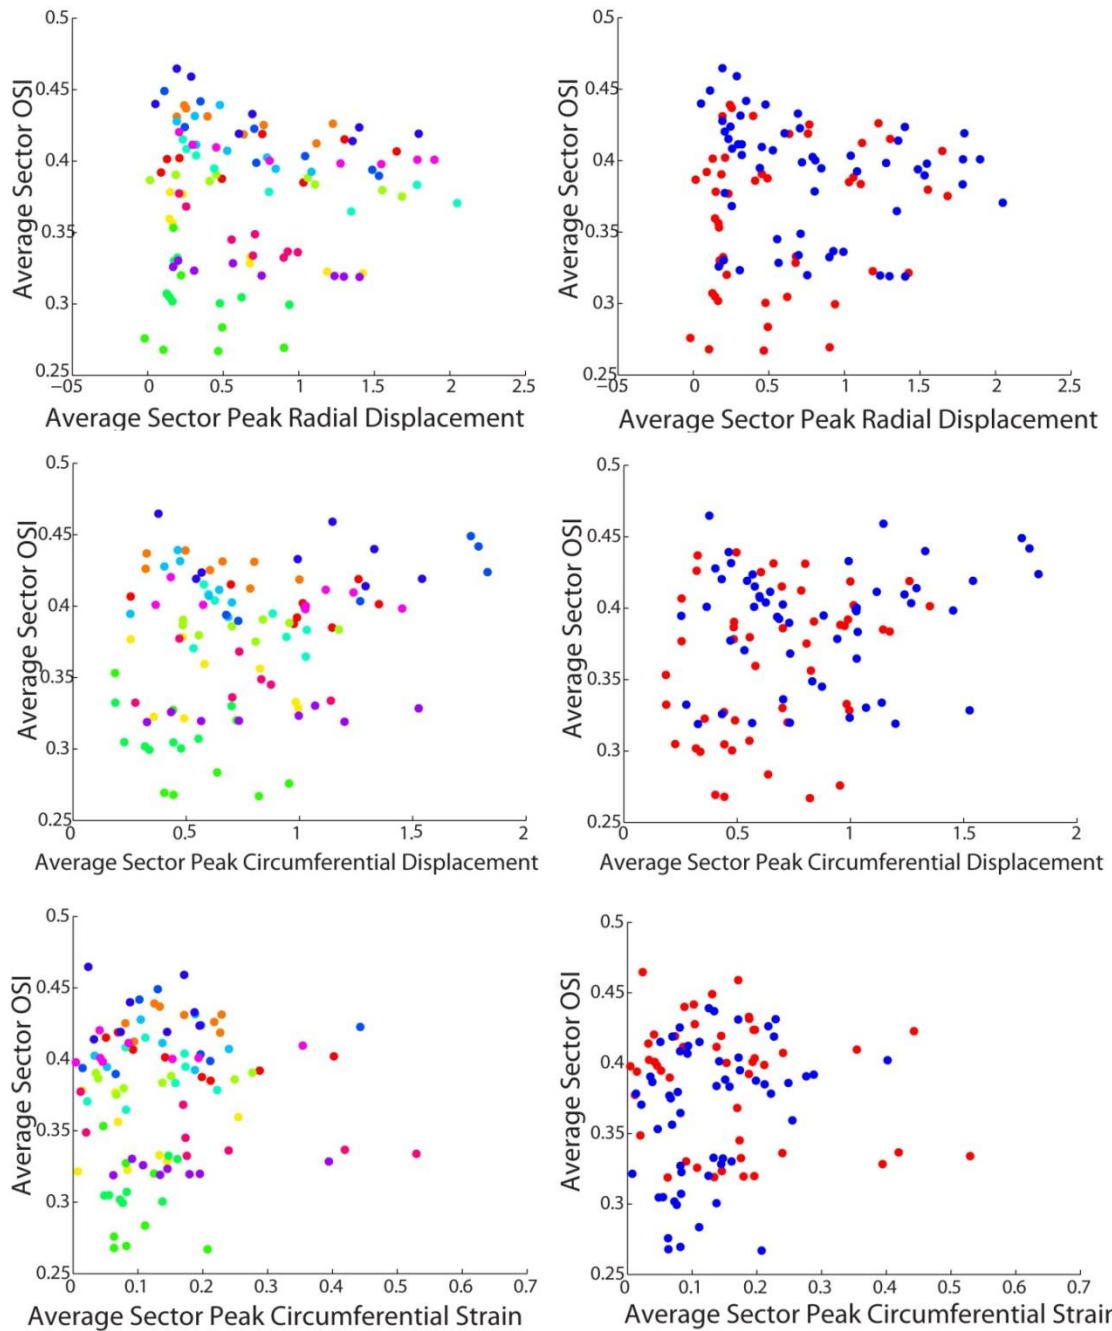 0.5
0.5
0.45
0.45
0.4
0.4
0.35
0.35
0.3
0.3
0.25
0.25
Average Sector OSI
Average Sector OSI
−05 0 0.5 1 1.5 2 2.5
−05 0 0.5 1 1.5 2 2.5
Average Sector Peak Radial Displacement
Average Sector Peak Radial Displacement
0.5
0.5
0.45
0.45
0.4
0.4
0.35
0.35
0.3
0.3
0.25
0.25
Average Sector OSI
Average Sector OSI
0 0.5 1 1.5 2
0 0.5 1 1.5 2
Average Sector Peak Circumferential Displacement
Average Sector Peak Circumferential Displacement
0.5
0.5
0.45
0.45
0.4
0.4
0.35
0.35
0.3
0.3
0.25
0.25
Average Sector OSI
Average Sector OSI
0 0.1 0.2 0.3 0.4 0.5 0.6 0.7
0 0.1 0.2 0.3 0.4 0.5 0.6 0.7
Average Sector Peak Circumferential Strain
Average Sector Peak Circumferential Strain